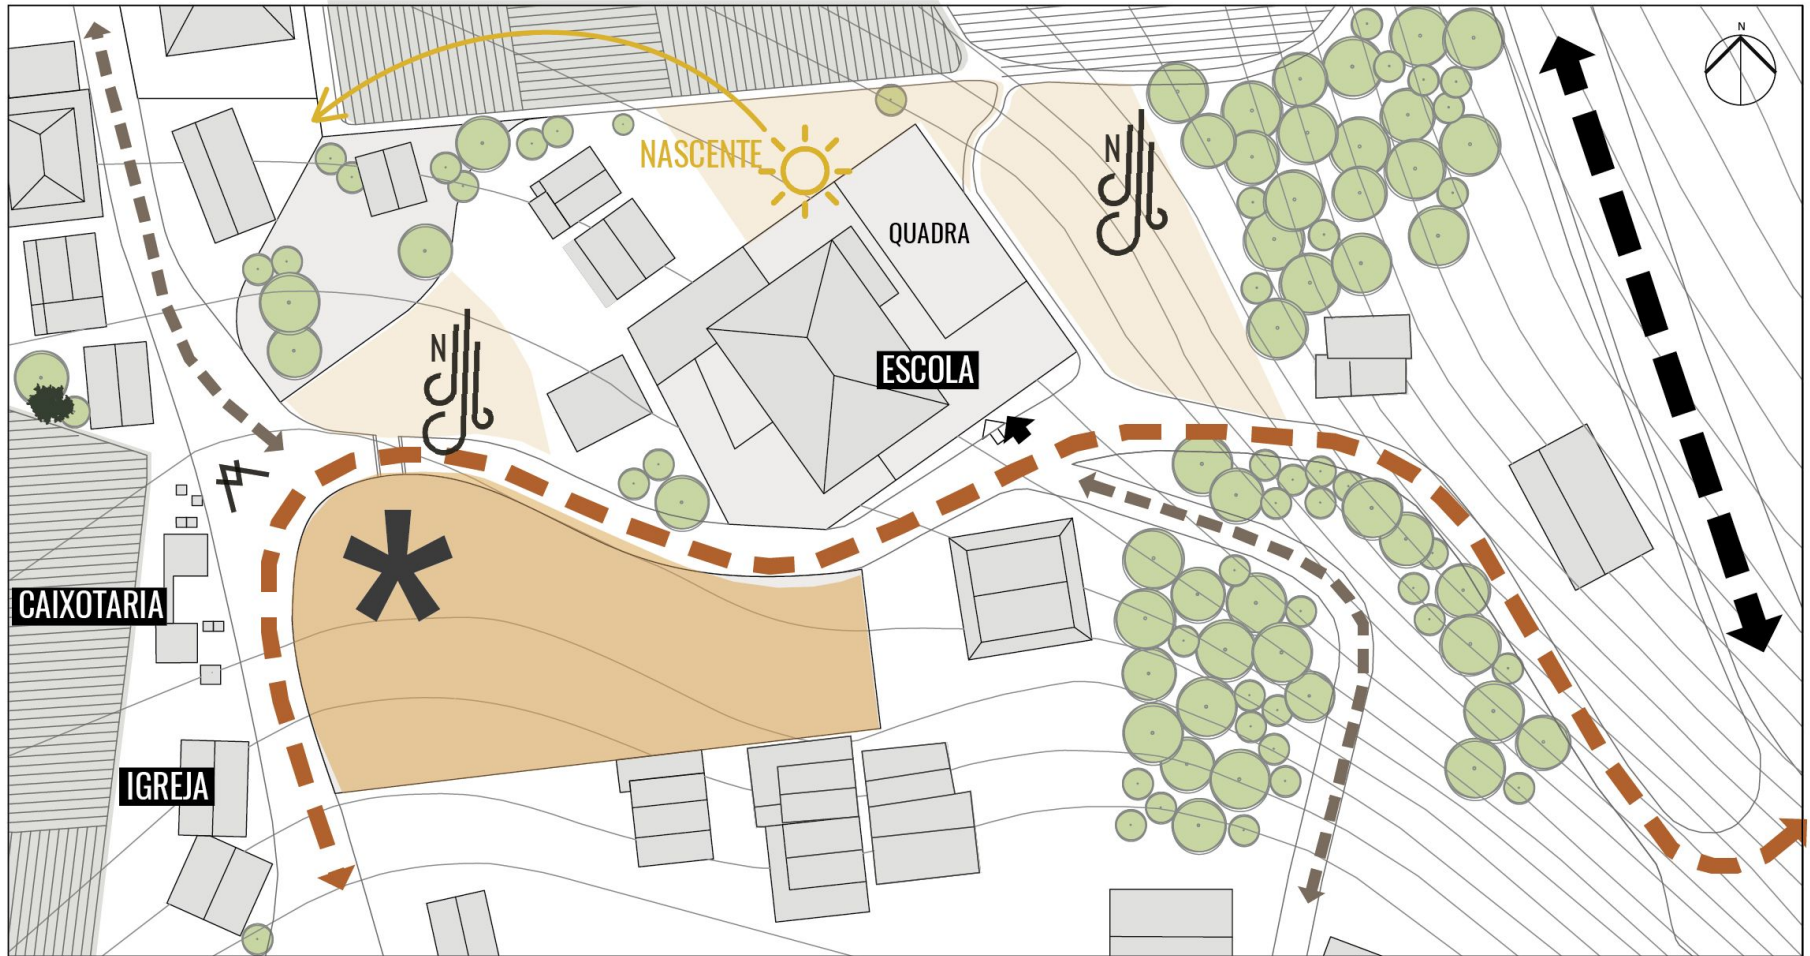 N
NASCENTE
N
QUADRA
N
ESCOLA
CAIXOTARIA
IGREJA